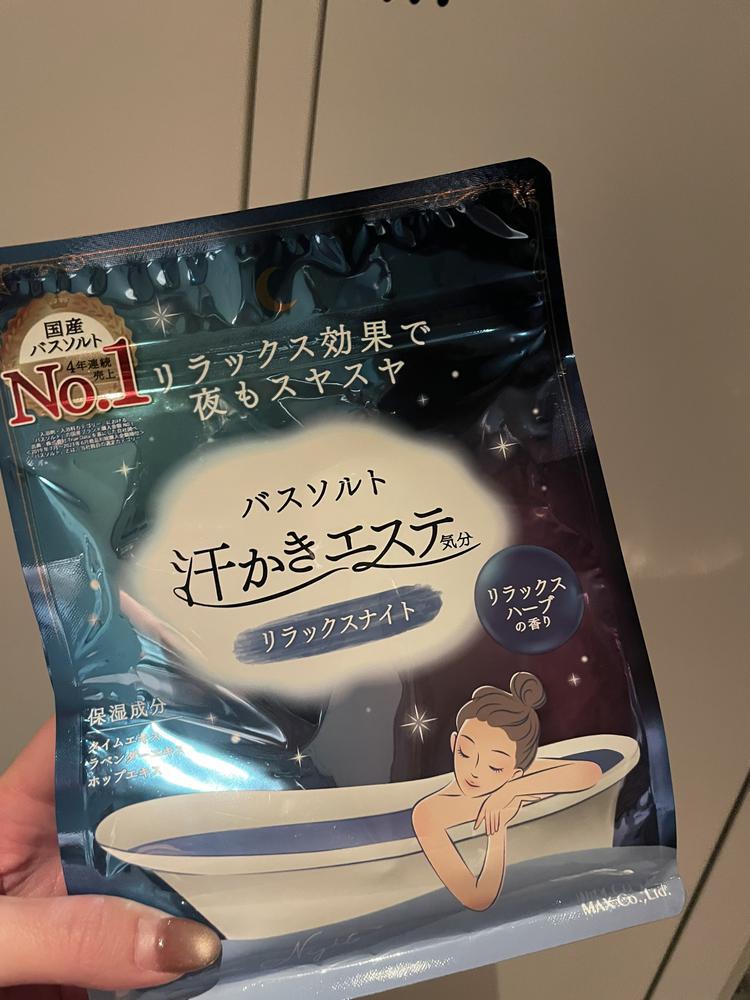 国産
バスソルト
4年連続
売上
No.1
リラックス効果で
夜もスヤスヤ
バスソルト
汗かきエステ気分
リラックスナイト
リラックス
ハーブ
の香り
保湿成分
タイムエキス
ラベンダーエキス
ホップエキス
Night
MAX Co.,Ltd.